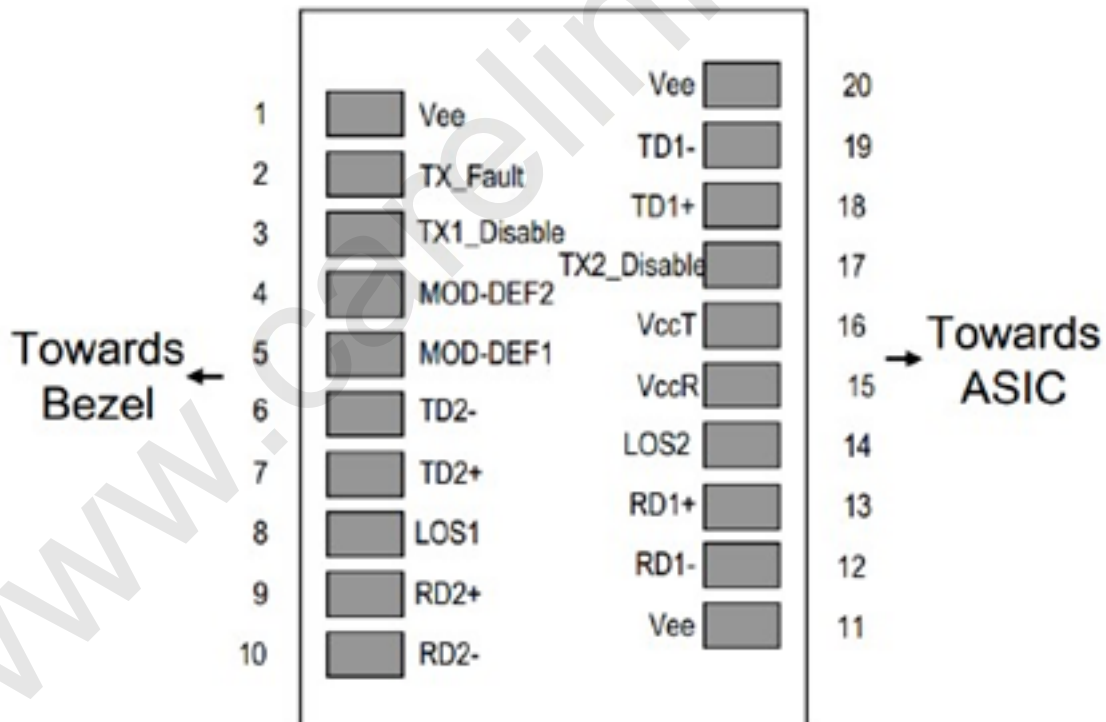 1 Vee
2 TX_Fault
3 TX1_Disable
4 MOD-DEF2
5 MOD-DEF1
6 TD2-
7 TD2+
8 LOS1
9 RD2+
10 RD2-
Vee 20
TD1- 19
TD1+ 18
TX2_Disable 17
VccT 16
VccR 15
LOS2 14
RD1+ 13
RD1- 12
Vee 11
Towards
Bezel
Towards
ASIC